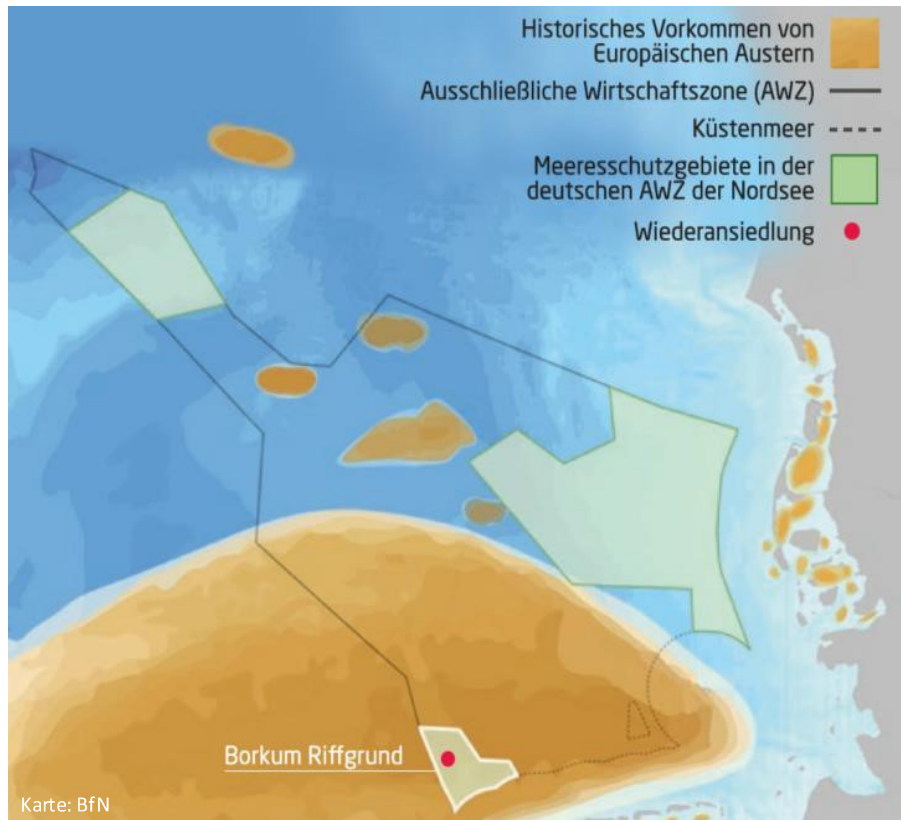 Historisches Vorkommen von
Europäischen Austern
Ausschließliche Wirtschaftszone (AWZ)
Küstenmeer
Meeresschutzgebiete in der
deutschen AWZ der Nordsee
Wiederansiedlung
Borkum Riffgrund
Karte: BfN